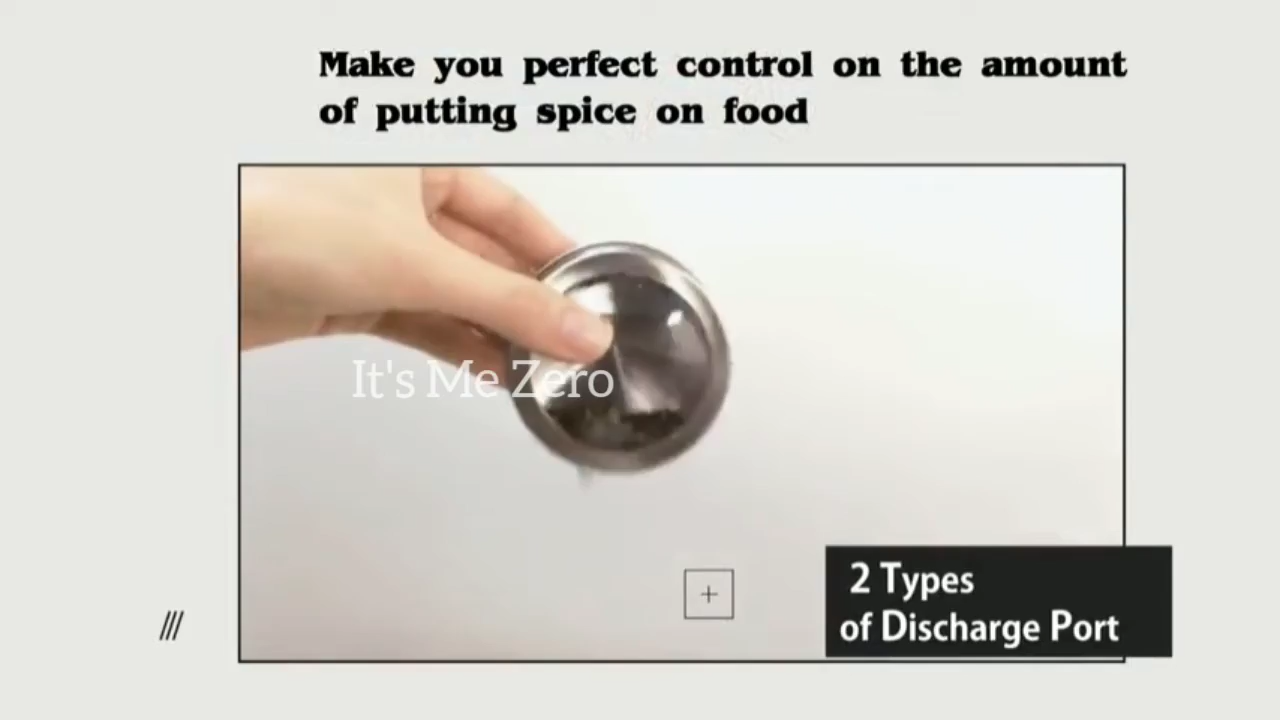 Make you perfect control on the amount
of putting spice on food
It's Me Zero
2 Types
of Discharge Port